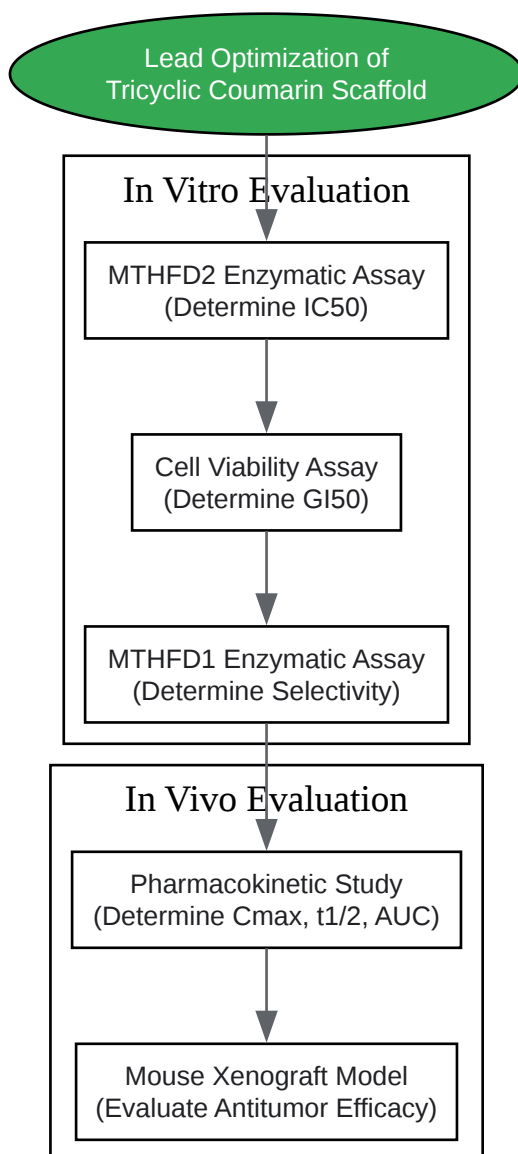 Lead Optimization of
Tricyclic Coumarin Scaffold
In Vitro Evaluation
MTHFD2 Enzymatic Assay
(Determine IC50)
Cell Viability Assay
(Determine GI50)
MTHFD1 Enzymatic Assay
(Determine Selectivity)
In Vivo Evaluation
Pharmacokinetic Study
(Determine Cmax, t1/2, AUC)
Mouse Xenograft Model
(Evaluate Antitumor Efficacy)